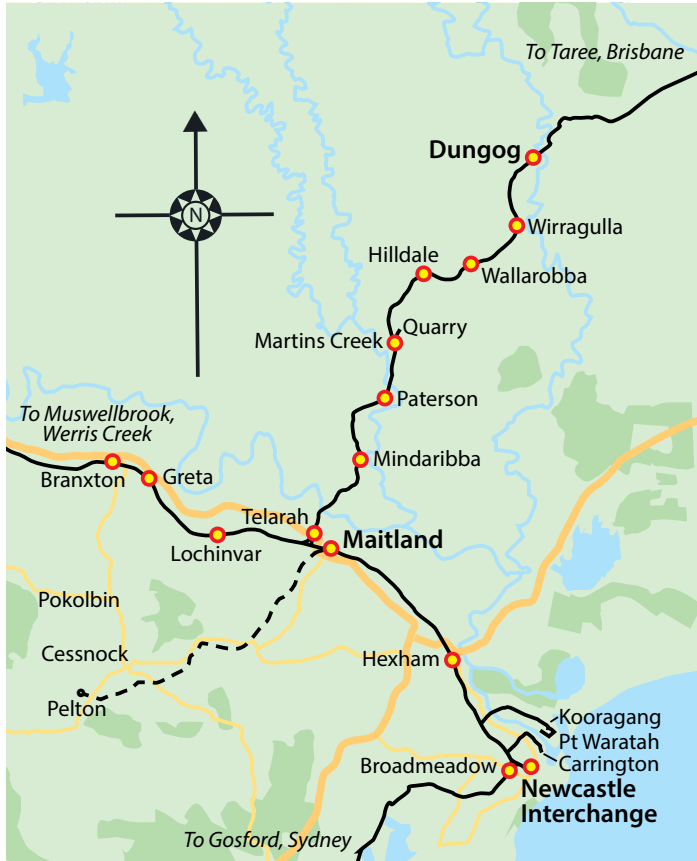 To Taree, Brisbane
Dungog
N
Wirragulla
Hilldale
Wallarobba
Quarry
Martins Creek
Paterson
To Muswellbrook,
Werris Creek
Mindaribba
Branxton
Greta
Telarah
Maitland
Lochinvar
Pokolbin
Cessnock
Hexham
Pelton
Kooragang
Pt Waratah
Broadmeadow
Carrington
Newcastle
Interchange
To Gosford, Sydney